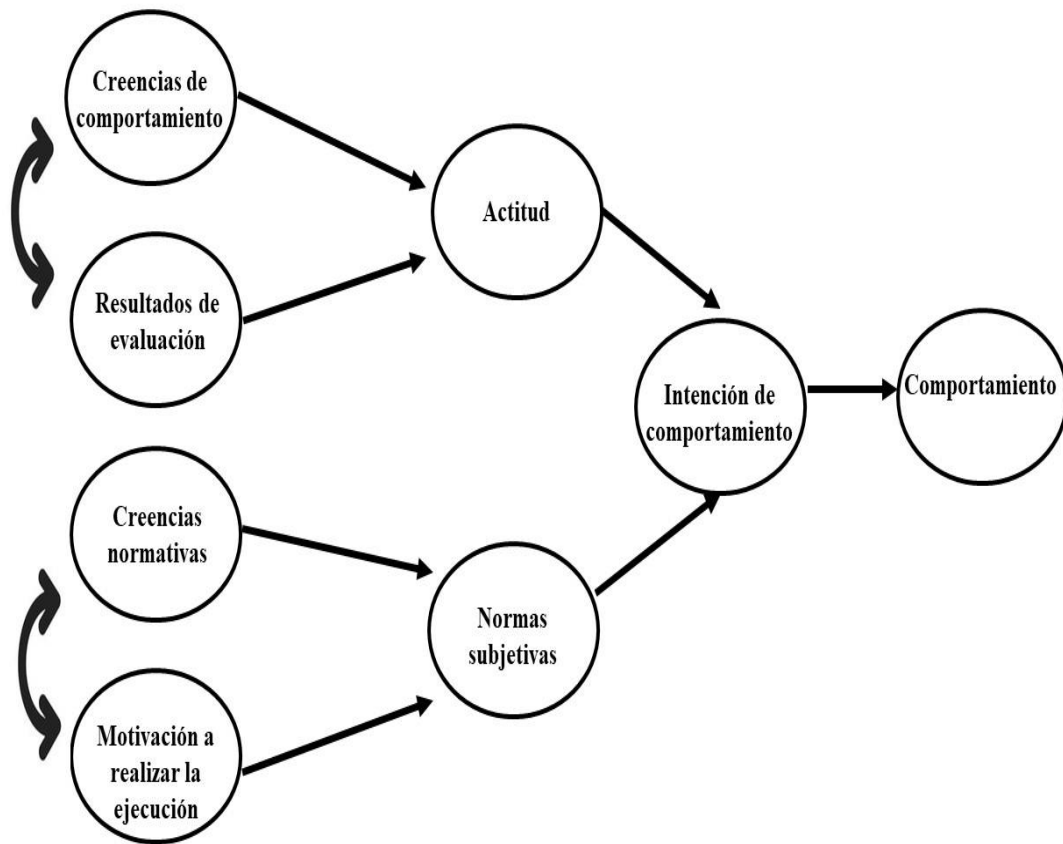 Creencias de
comportamiento
Actitud
Resultados de
evaluación
Intención de
comportamiento
Comportamiento
Creencias
normativas
Normas
subjetivas
Motivación a
realizar la
ejecución